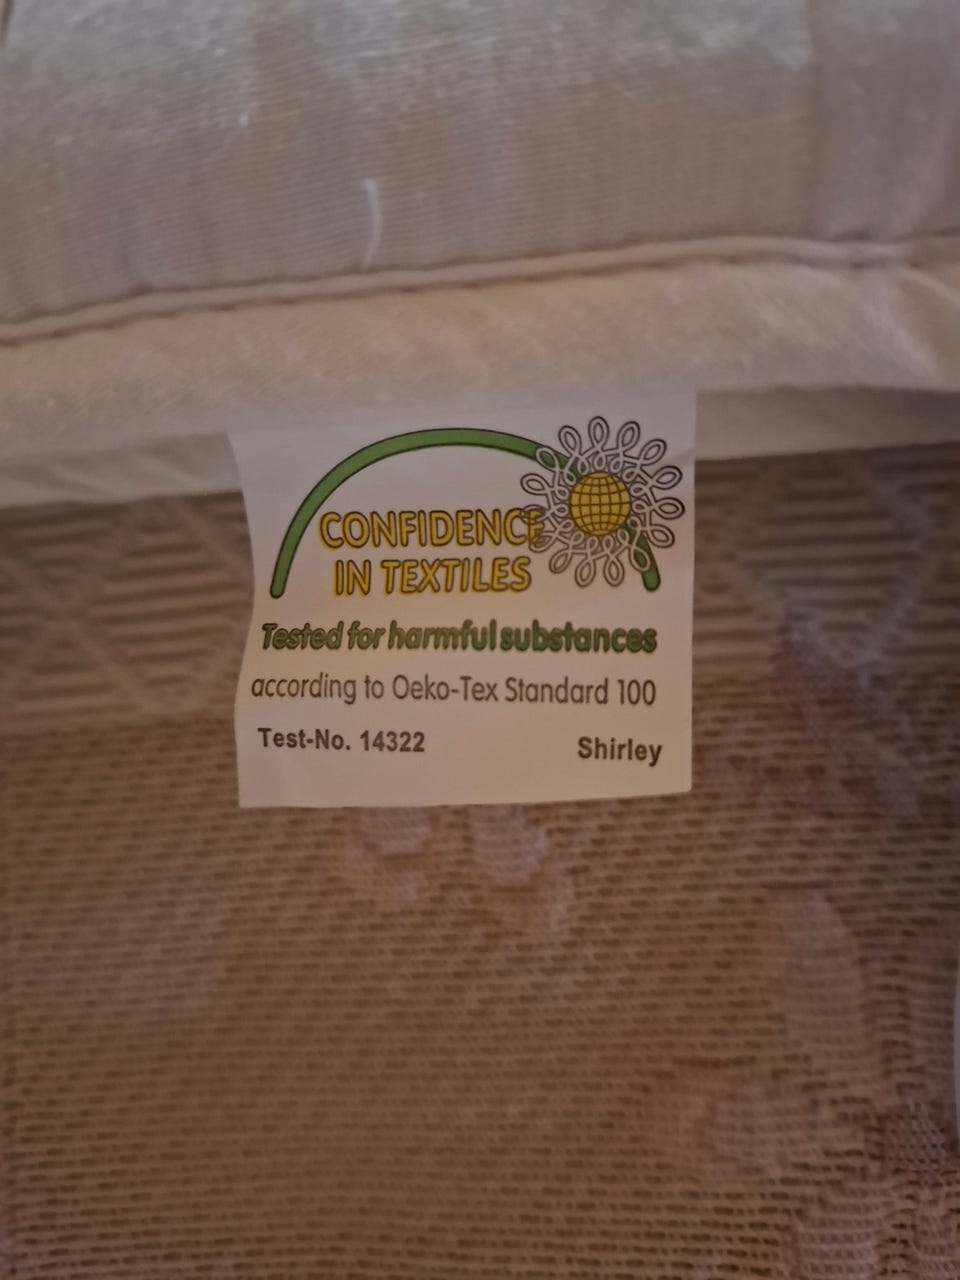 CONFIDENCE
IN TEXTILES
Tested for harmful substances
according to Oeko-Tex Standard 100
Test-No. 14322 Shirley